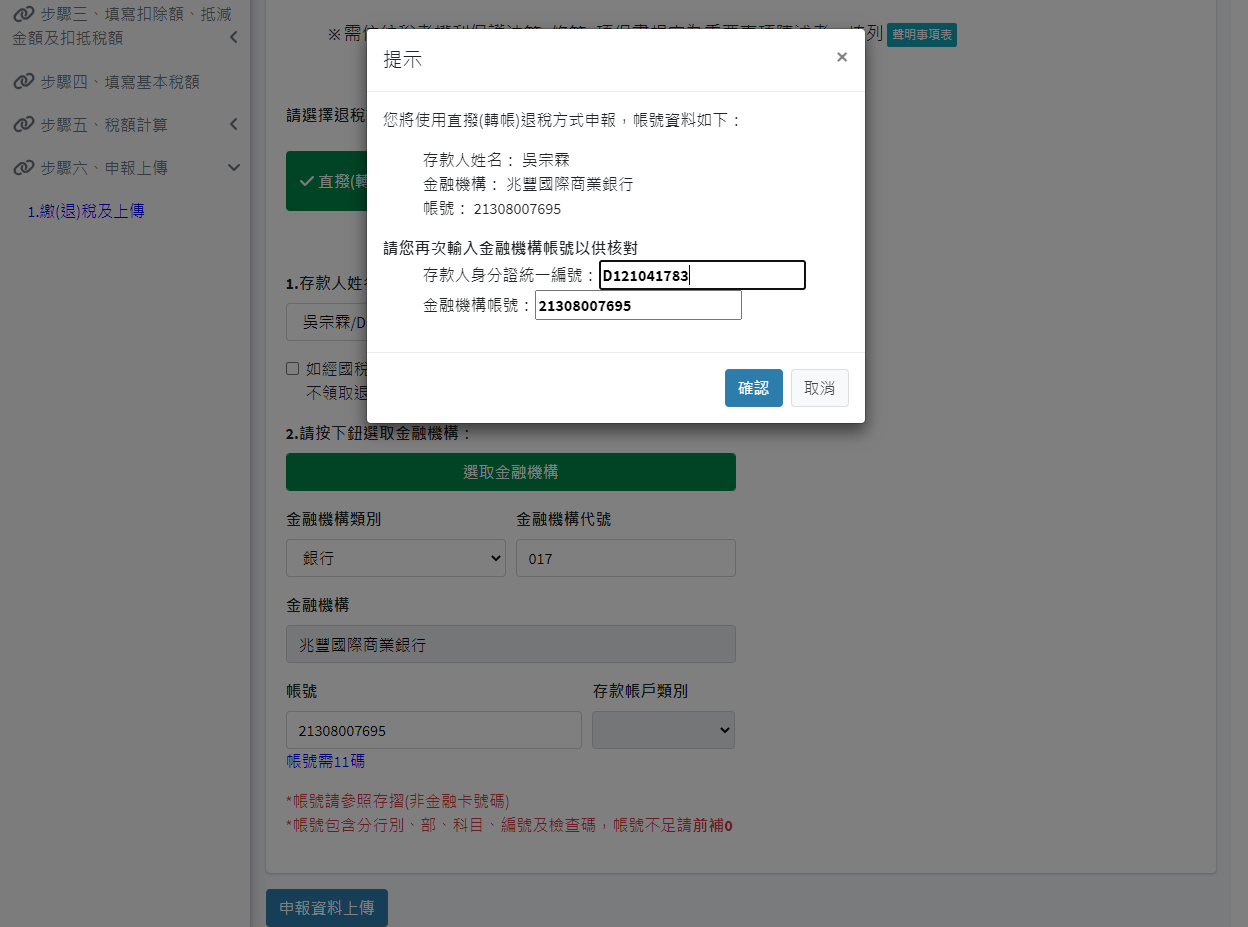 步驟三、填寫扣除額、抵減
金額及扣抵稅額
步驟四、填寫基本稅額
步驟五、稅額計算
步驟六、申報上傳
1.繳(退)稅及上傳
※需
列 聲明事項表
請選擇退稅
直撥(轉
1.存款人姓名
吳宗霖/D
如經國稅
不領取退
提示
×
您將使用直撥(轉帳)退稅方式申報，帳號資料如下：
存款人姓名： 吳宗霖
金融機構： 兆豐國際商業銀行
帳號： 21308007695
請您再次輸入金融機構帳號以供核對
存款人身分證統一編號： D121041783
金融機構帳號： 21308007695
確認 取消
2.請按下鈕選取金融機構：
選取金融機構
金融機構類別 金融機構代號
銀行 017
金融機構
兆豐國際商業銀行
帳號 存款帳戶類別
21308007695
帳號需11碼
*帳號請參照存摺(非金融卡號碼)
*帳號包含分行別、部、科目、編號及檢查碼，帳號不足請前補0
申報資料上傳